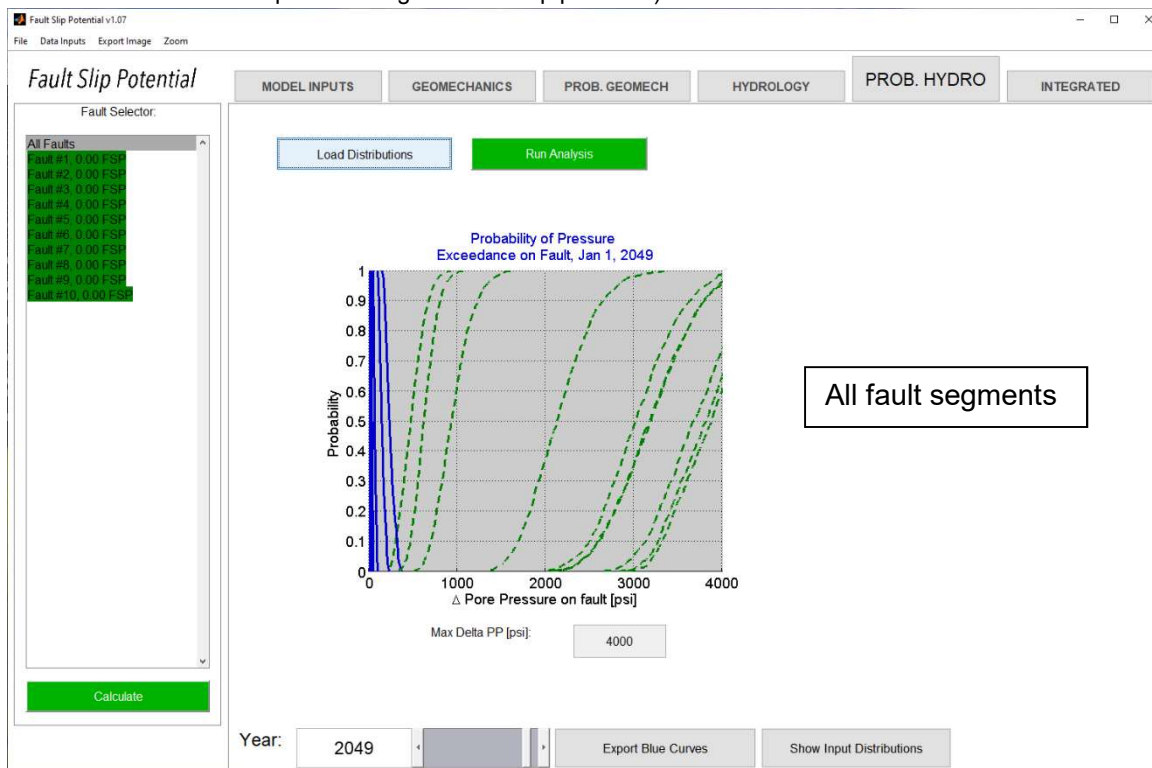 Fault Slip Potential v1.07
File Data Inputs Export Image Zoom
Fault Slip Potential
MODEL INPUTS GEOMECHANICS PROB. GEOMECH HYDROLOGY PROB. HYDRO INTEGRATED
Fault Selector:
All Faults
Fault #1, 0.00 FSP
Fault #2, 0.00 FSP
Fault #3, 0.00 FSP
Fault #4, 0.00 FSP
Fault #5, 0.00 FSP
Fault #6, 0.00 FSP
Fault #7, 0.00 FSP
Fault #8, 0.00 FSP
Fault #9, 0.00 FSP
Fault #10, 0.00 FSP
Calculate
Load Distributions Run Analysis
Probability of Pressure
Exceedance on Fault, Jan 1, 2049
Probability
1
0.9
0.8
0.7
0.6
0.5
0.4
0.3
0.2
0.1
0
0 1000 2000 3000 4000
Δ Pore Pressure on fault [psi]
Max Delta PP [psi]: 4000
All fault segments
Year: 2049 Export Blue Curves Show Input Distributions